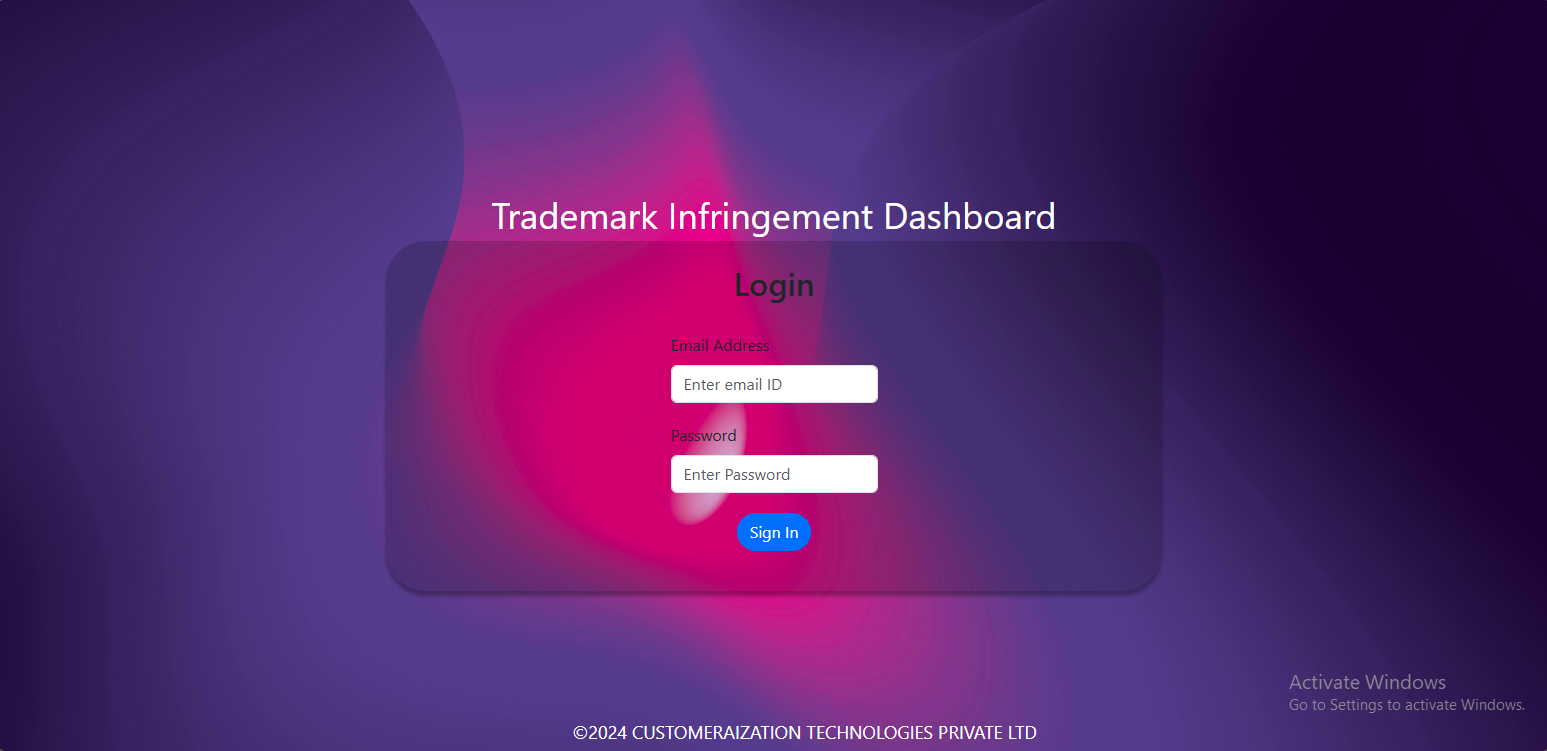 Trademark Infringement Dashboard
Login
Email Address
Enter email ID
Password
Enter Password
Sign In
Activate Windows
Go to Settings to activate Windows.
©2024 CUSTOMERAIZATION TECHNOLOGIES PRIVATE LTD